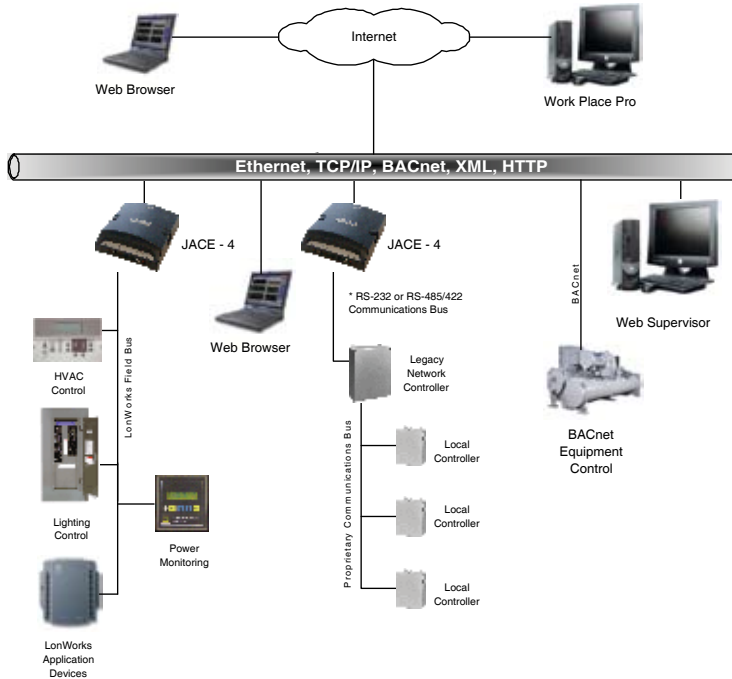 Internet
Web Browser
Work Place Pro
Ethernet, TCP/IP, BACnet, XML, HTTP
JACE - 4
JACE - 4
* RS-232 or RS-485/422
Communications Bus
BACnet
Web Supervisor
Web Browser
LonWorks Field Bus
HVAC
Control
Legacy
Network
Controller
Proprietary Communications Bus
BACnet
Equipment
Control
Local
Controller
Lighting
Control
Power
Monitoring
Local
Controller
Local
Controller
LonWorks
Application
Devices